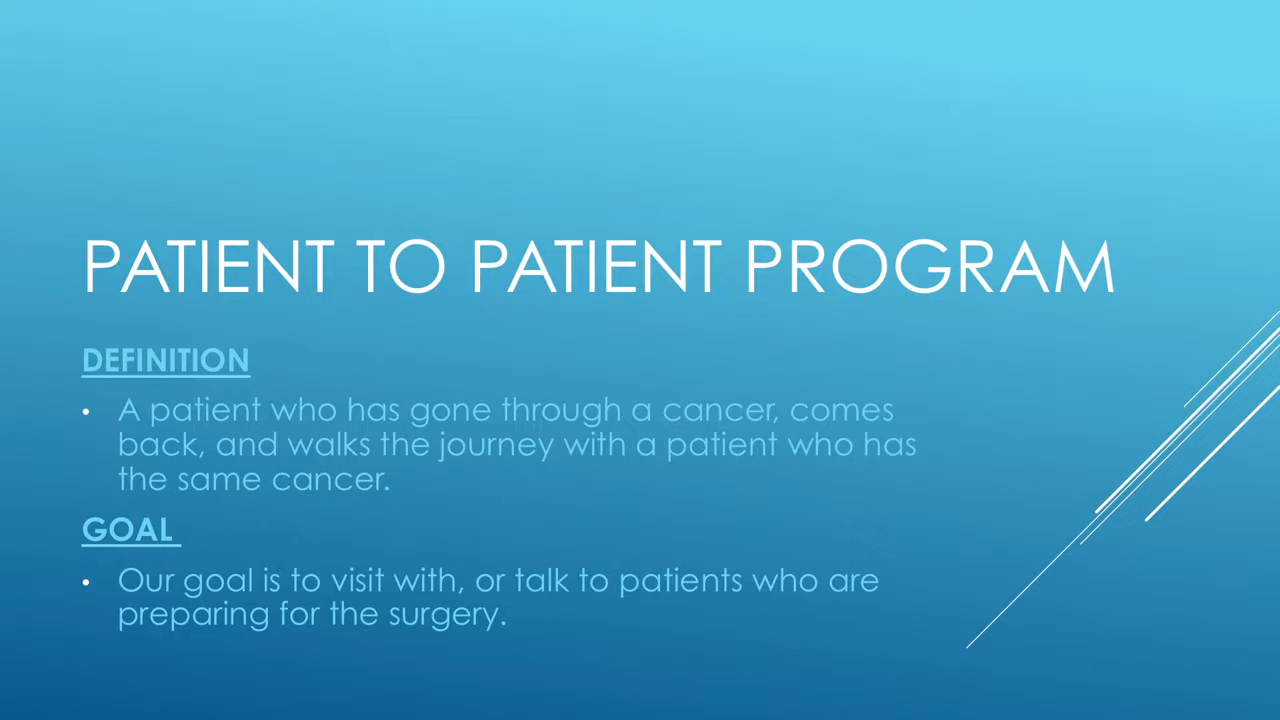 PATIENT TO PATIENT PROGRAM
DEFINITION
• A patient who has gone through a cancer, comes
back, and walks the journey with a patient who has
the same cancer.
GOAL
• Our goal is to visit with, or talk to patients who are
preparing for the surgery.